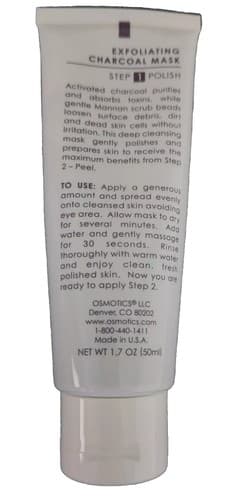 EXFOLIATING
CHARCOAL MASK
STEP 1 POLISH
Activated charcoal purifies
and absorbs toxins, while
gentle Mannan scrub beads
loosen surface debris, dirt
and dead skin cells without
irritation. This deep cleansing
mask gently polishes and
prepares skin to receive the
maximum benefits from Step
2 – Peel.
TO USE: Apply a generous
amount and spread evenly
onto cleansed skin avoiding
eye area. Allow mask to dry
for several minutes. Add
water and gently massage
for 30 seconds. Rinse
thoroughly with warm water
and enjoy clean, fresh
polished skin. Now you are
ready to apply Step 2.
OSMOTICS® LLC
Denver, CO 80202
www.osmotics.com
1-800-440-1411
Made in U.S.A.
NET WT 1.7 OZ (50ml)